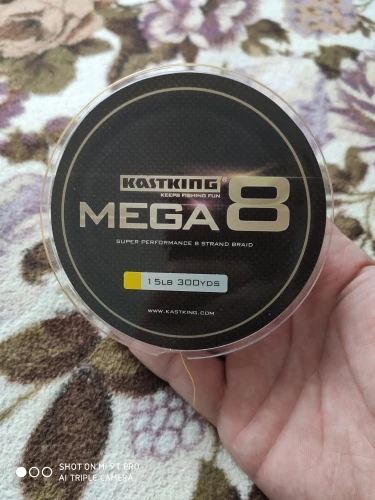 KASTKING®
KEEPS FISHING FUN
MEGA8
SUPER PERFORMANCE 8 STRAND BRAID
15LB 300YDS
WWW.KASTKING.COM
SHOT ON MI 9T PRO
AI TRIPLE CAMERA